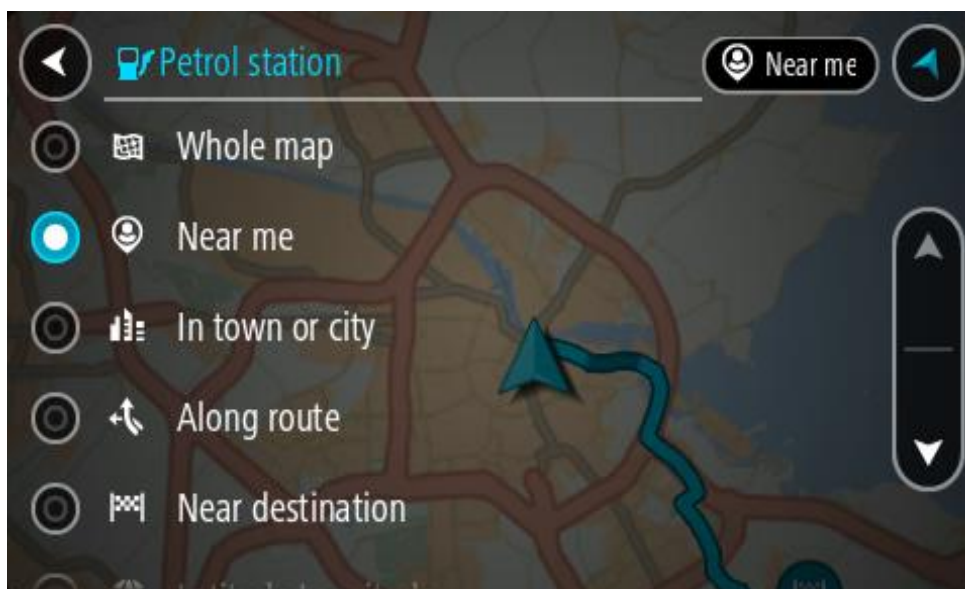 Petrol station
Near me
Whole map
Near me
In town or city
Along route
Near destination